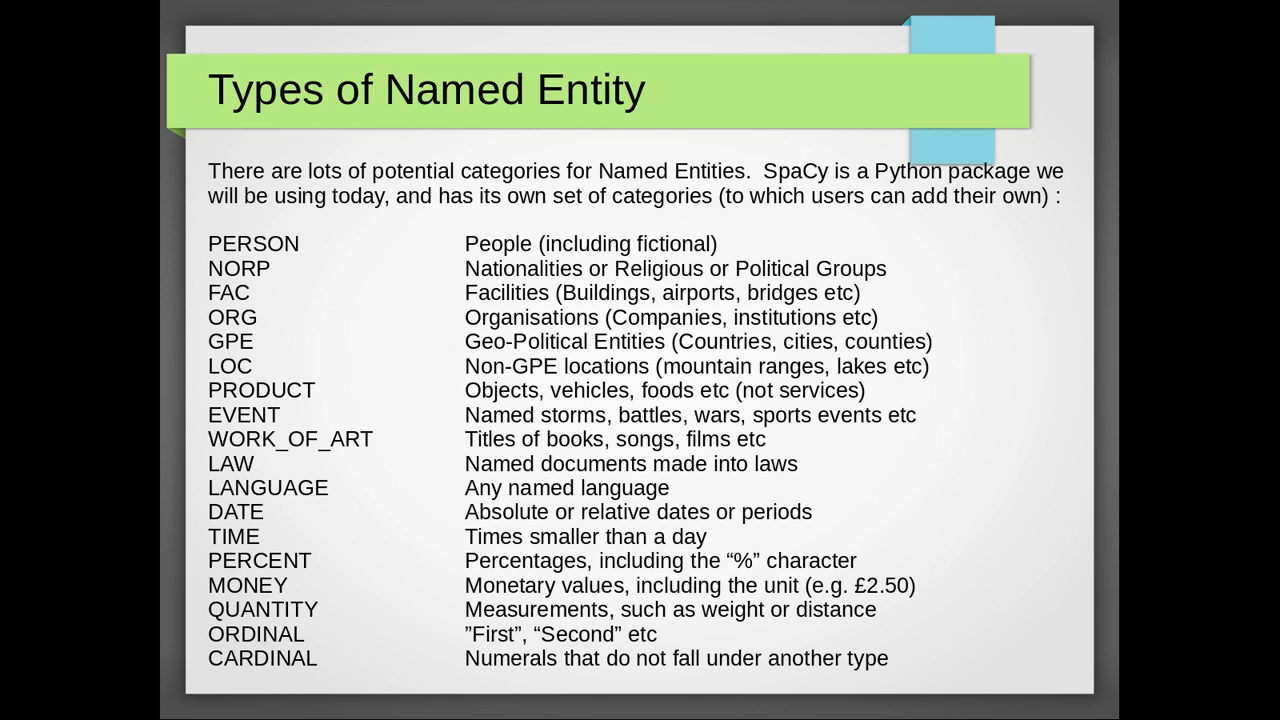 Types of Named Entity
There are lots of potential categories for Named Entities.  SpaCy is a Python package we
will be using today, and has its own set of categories (to which users can add their own) :
PERSON People (including fictional)
NORP Nationalities or Religious or Political Groups
FAC Facilities (Buildings, airports, bridges etc)
ORG Organisations (Companies, institutions etc)
GPE Geo-Political Entities (Countries, cities, counties)
LOC Non-GPE locations (mountain ranges, lakes etc)
PRODUCT Objects, vehicles, foods etc (not services)
EVENT Named storms, battles, wars, sports events etc
WORK_OF_ART Titles of books, songs, films etc
LAW Named documents made into laws
LANGUAGE Any named language
DATE Absolute or relative dates or periods
TIME Times smaller than a day
PERCENT Percentages, including the “%” character
MONEY Monetary values, including the unit (e.g. £2.50)
QUANTITY Measurements, such as weight or distance
ORDINAL ”First”, “Second” etc
CARDINAL Numerals that do not fall under another type